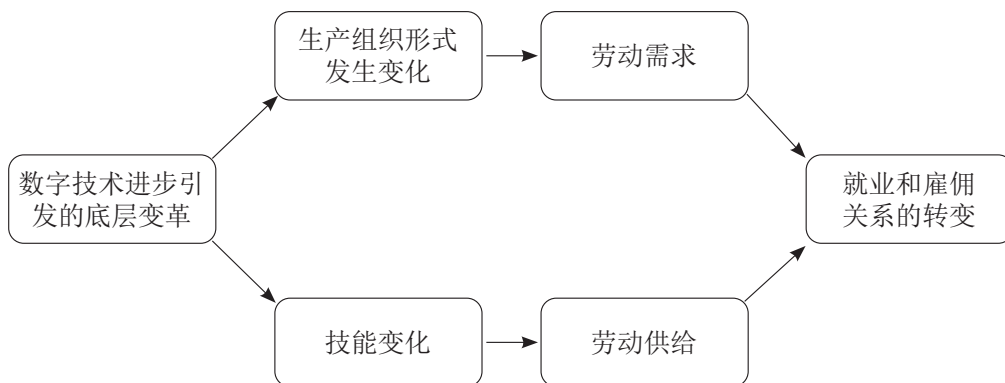 生产组织形式
发生变化
劳动需求
数字技术进步引
发的底层变革
就业和雇佣
关系的转变
技能变化
劳动供给